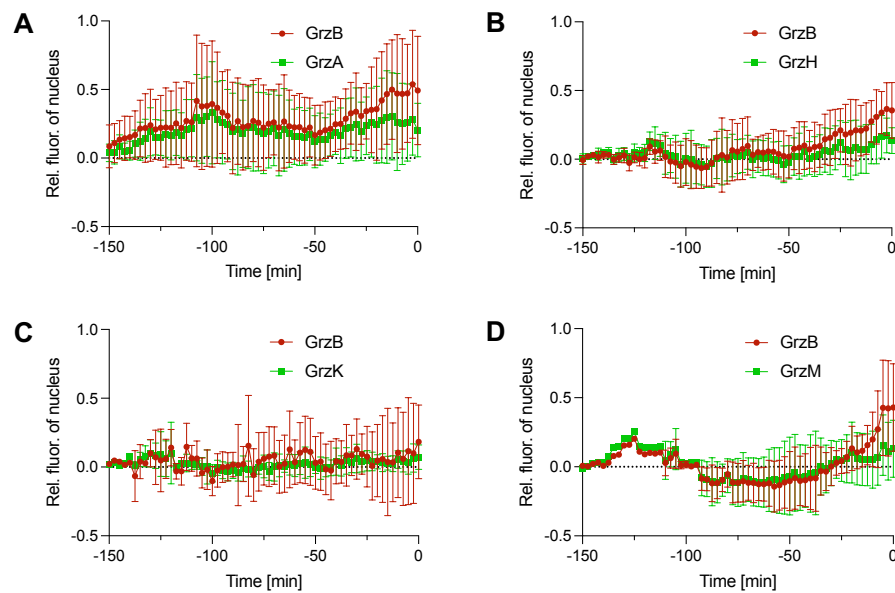 A
GrzB
GrzA
Rel. fluor. of nucleus
1.0
0.5
0.0
-0.5
-150
-100
-50
0
Time [min]
B
GrzB
GrzH
Rel. fluor. of nucleus
1.0
0.5
0.0
-0.5
-150
-100
-50
0
Time [min]
C
GrzB
GrzK
Rel. fluor. of nucleus
1.0
0.5
0.0
-0.5
-150
-100
-50
0
Time [min]
D
GrzB
GrzM
Rel. fluor. of nucleus
1.0
0.5
0.0
-0.5
-150
-100
-50
0
Time [min]